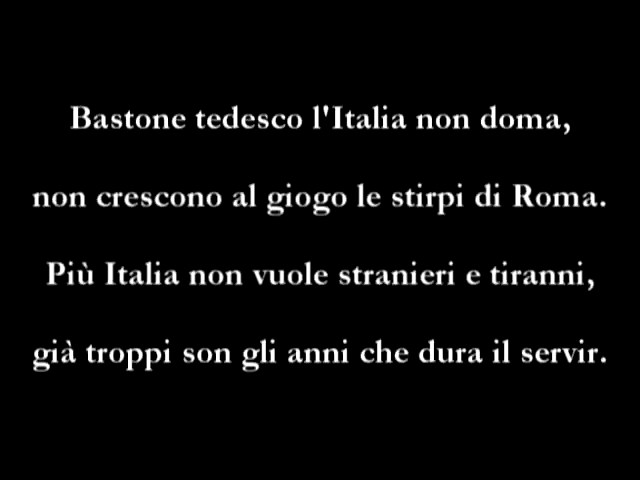 Bastone tedesco l'Italia non doma,
non crescono al giogo le stirpi di Roma.
Più Italia non vuole stranieri e tiranni,
già troppi son gli anni che dura il servir.